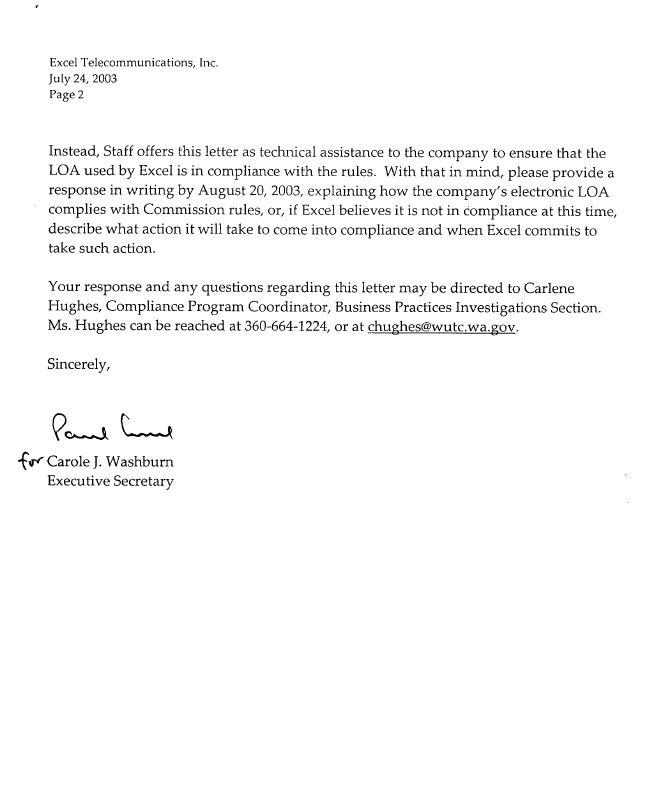 Excel Telecommunications, Inc.
July 24, 2003
Page 2
Instead, Staff offers this letter as technical assistance to the company to ensure that the
LOA used by Excel is in compliance with the rules. With that in mind, please provide a
response in writing by August 20, 2003, explaining how the company's electronic LOA
complies with Commission rules, or, if Excel believes it is not in compliance at this time,
describe what action it will take to come into compliance and when Excel commits to
take such action.
Your response and any questions regarding this letter may be directed to Carlene
Hughes, Compliance Program Coordinator, Business Practices Investigations Section.
Ms. Hughes can be reached at 360-664-1224, or at chughes@wutc.wa.gov.
Sincerely,
Paul
for Carole J. Washburn
Executive Secretary